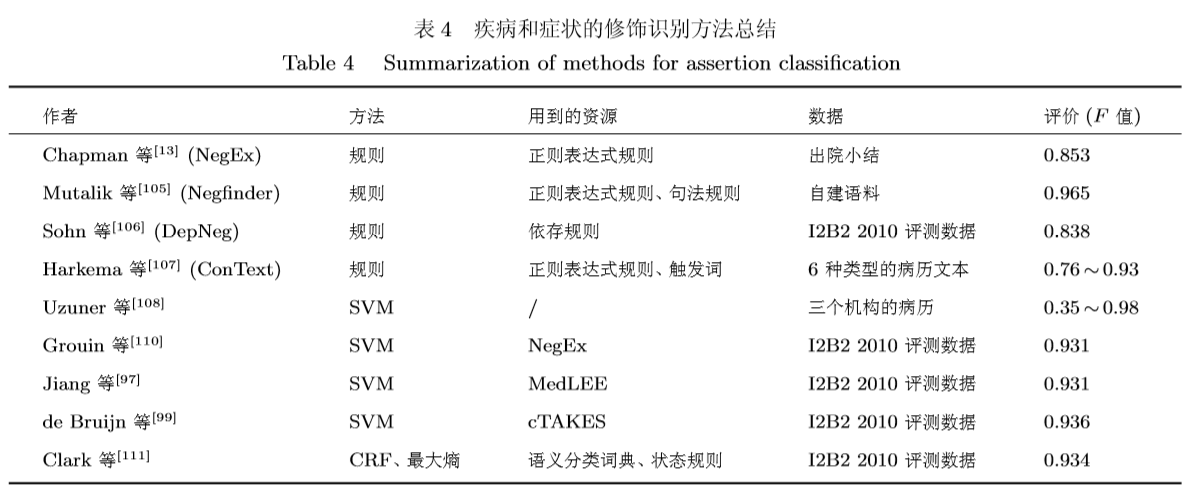 表 4 疾病和症状的修饰识别方法总结
Table 4 Summarization of methods for assertion classification
作者 方法 用到的资源 数据 评价 (F 值)
Chapman 等[13] (NegEx) 规则 正则表达式规则 出院小结 0.853
Mutalik 等[105] (Negfinder) 规则 正则表达式规则、句法规则 自建语料 0.965
Sohn 等[106] (DepNeg) 规则 依存规则 I2B2 2010 评测数据 0.838
Harkema 等[107] (ConText) 规则 正则表达式规则、触发词 6 种类型的病历文本 0.76～0.93
Uzuner 等[108] SVM / 三个机构的病历 0.35～0.98
Grouin 等[110] SVM NegEx I2B2 2010 评测数据 0.931
Jiang 等[97] SVM MedLEE I2B2 2010 评测数据 0.931
de Bruijn 等[99] SVM cTAKES I2B2 2010 评测数据 0.936
Clark 等[111] CRF、最大熵 语义分类词典、状态规则 I2B2 2010 评测数据 0.934